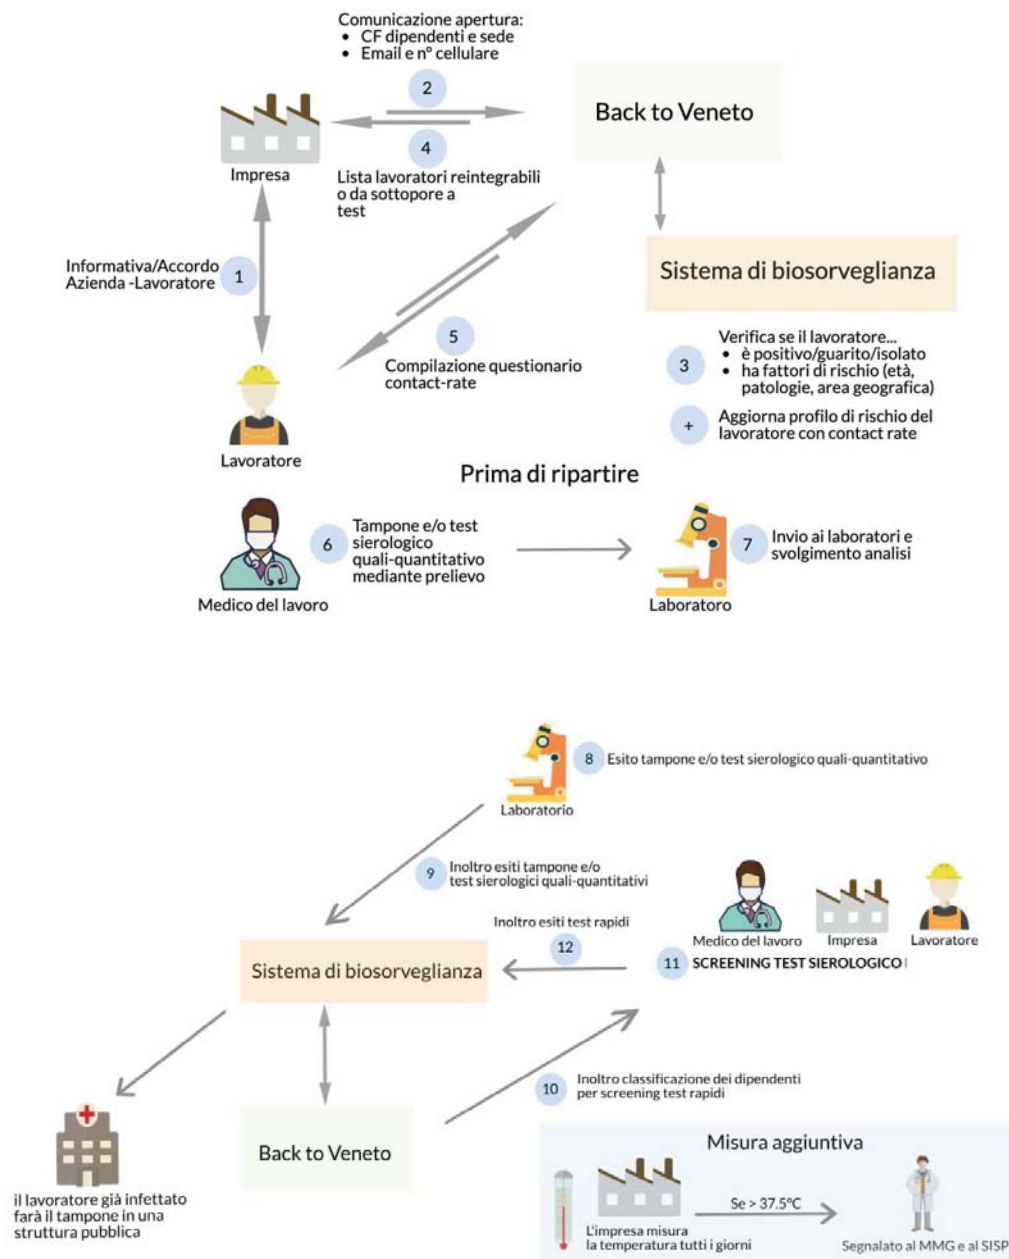 Comunicazione apertura:
• CF dipendenti e sede
• Email e n° cellulare
2
Back to Veneto
4
Impresa
Lista lavoratori reintegrabili
o da sottopore a
test
Informativa/Accordo
Azienda -Lavoratore
1
Sistema di biosorveglianza
5
Compilazione questionario
contact-rate
3
Verifica se il lavoratore...
• è positivo/guarito/isolato
• ha fattori di rischio (età,
patologie, area geografica)
+
Aggiorna profilo di rischio del
lavoratore con contact rate
Lavoratore
Prima di ripartire
6
Tampone e/o test
sierologico
quali-quantitativo
mediante prelievo
7
Invio ai laboratori e
svolgimento analisi
Medico del lavoro
Laboratoro
8
Esito tampone e/o test sierologico quali-quantitativo
Laboratorio
9
Inoltro esiti tampone e/o
test sierologici quali-quantitativi
Inoltro esiti test rapidi
12
Medico del lavoro
Impresa
Lavoratore
11
SCREENING TEST SIEROLOGICO
Sistema di biosorveglianza
10
Inoltro classificazione dei dipendenti
per screening test rapidi
Back to Veneto
il lavoratore già infettato
farà il tampone in una
struttura pubblica
Misura aggiuntiva
Se > 37.5°C
L'impresa misura
la temperatura tutti i giorni
Segnalato al MMG e al SISP